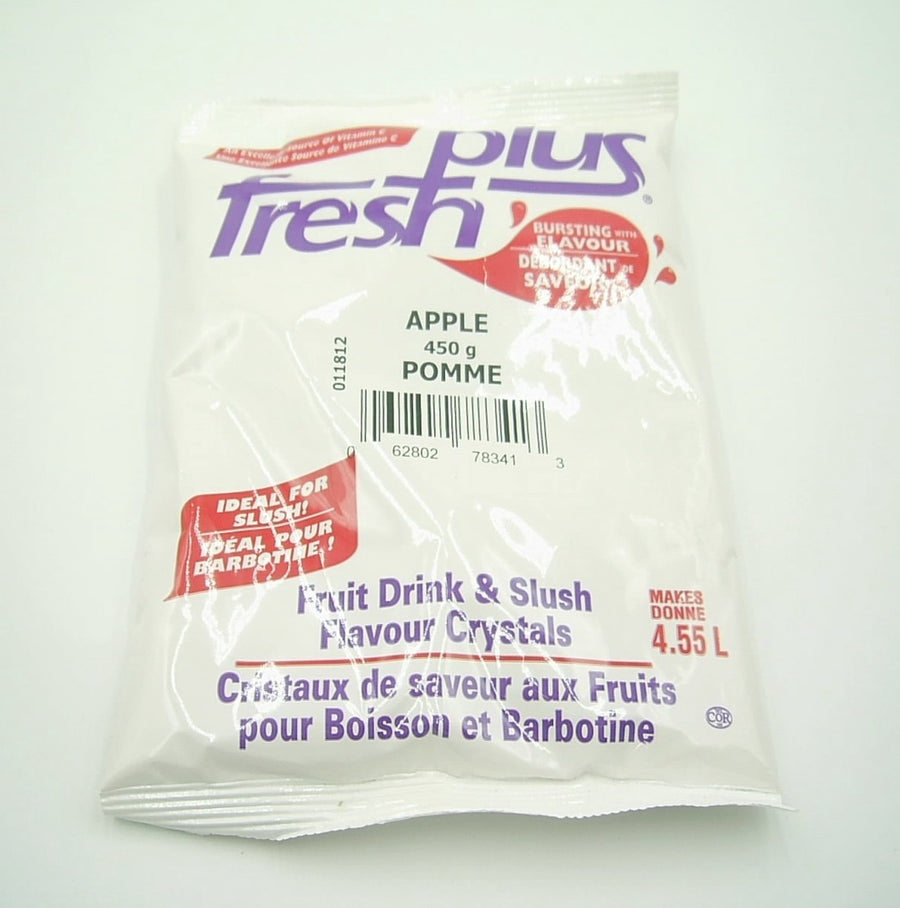 An Excellent Source Of Vitamin C
Une Excellente Source de Vitamine C
plus
fresh
®
BURSTING WITH
FLAVOUR
DÉBORDANT DE
SAVEUR
APPLE
450 g
POMME
011812
0 62802 78341 3
IDEAL FOR
SLUSH!
IDÉAL POUR
BARBOTINE !
Fruit Drink & Slush
Flavour Crystals
MAKES
DONNE
4.55 L
Cristaux de saveur aux Fruits
pour Boisson et Barbotine
COR